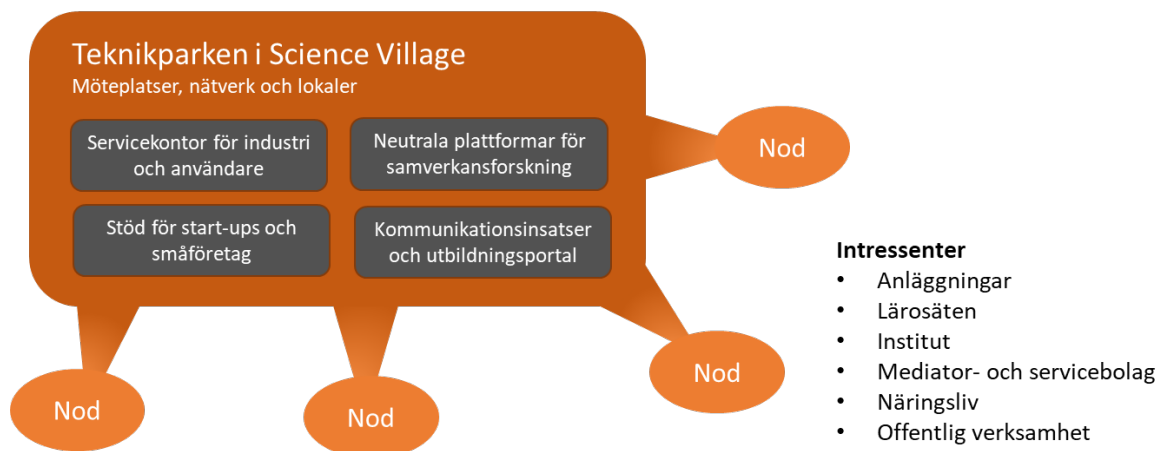 Teknikparken i Science Village
Möteplatser, nätverk och lokaler
Servicekontor för industri
och användare
Neutrala plattformar för
samverkansforskning
Stöd för start-ups och
småföretag
Kommunikationsinsatser
och utbildningsportal
Nod
Nod
Nod
Nod
Intressenter
• Anläggningar
• Lärosäten
• Institut
• Mediator- och servicebolag
• Näringsliv
• Offentlig verksamhet